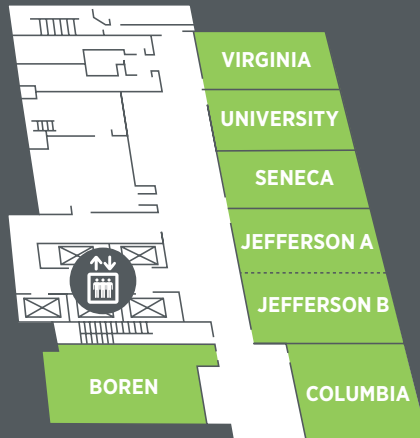 VIRGINIA
UNIVERSITY
SENECA
JEFFERSON A
JEFFERSON B
BOREN
COLUMBIA